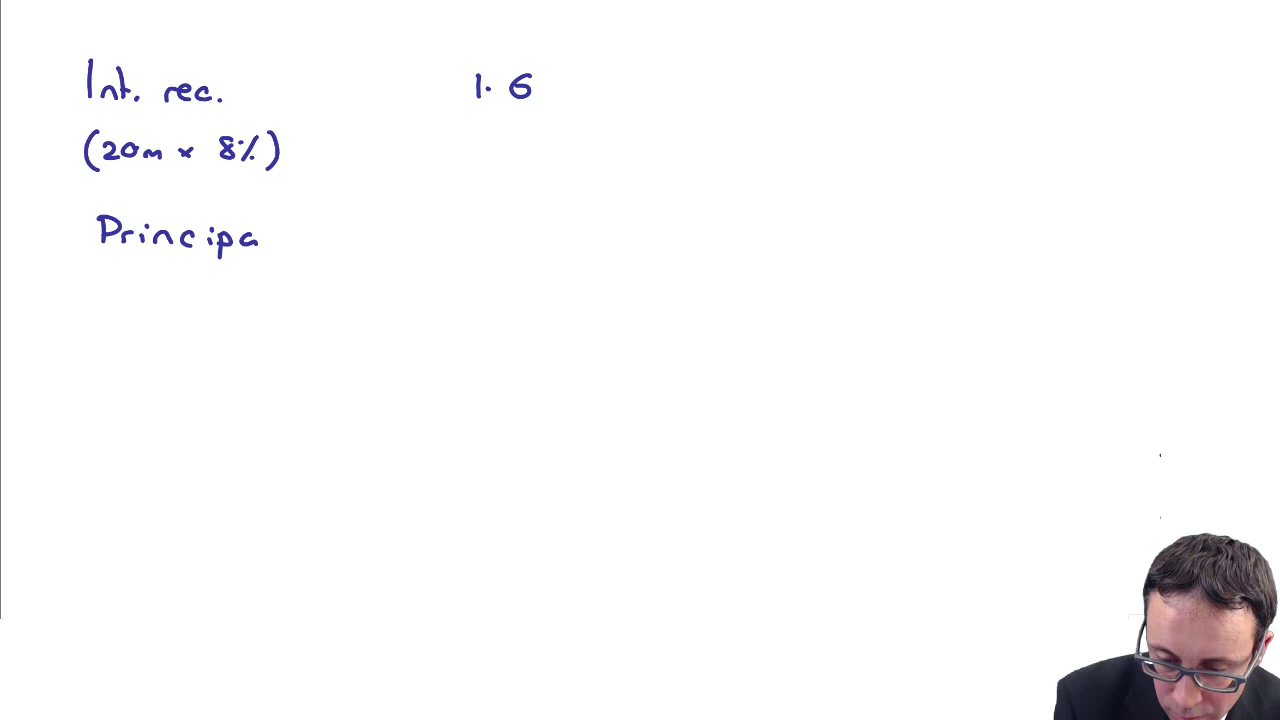 Int. rec. 1.6
(20m × 8%)
Principa